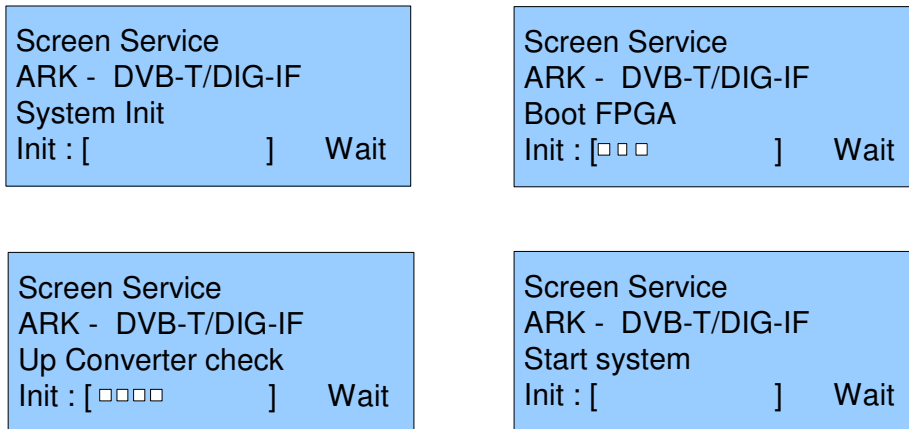 Screen Service
ARK - DVB-T/DIG-IF
System Init
Init : [ ] Wait
Screen Service
ARK - DVB-T/DIG-IF
Boot FPGA
Init : [▫▫▫ ] Wait
Screen Service
ARK - DVB-T/DIG-IF
Up Converter check
Init : [▫▫▫▫ ] Wait
Screen Service
ARK - DVB-T/DIG-IF
Start system
Init : [ ] Wait